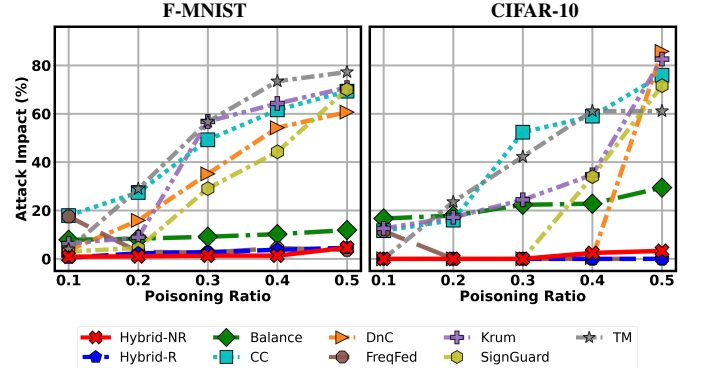 F-MNIST CIFAR-10
Attack Impact (%)
80
60
40
20
0
0.1 0.2 0.3 0.4 0.5 0.1 0.2 0.3 0.4 0.5
Poisoning Ratio Poisoning Ratio
Hybrid-NR Balance DnC Krum TM
Hybrid-R CC FreqFed SignGuard